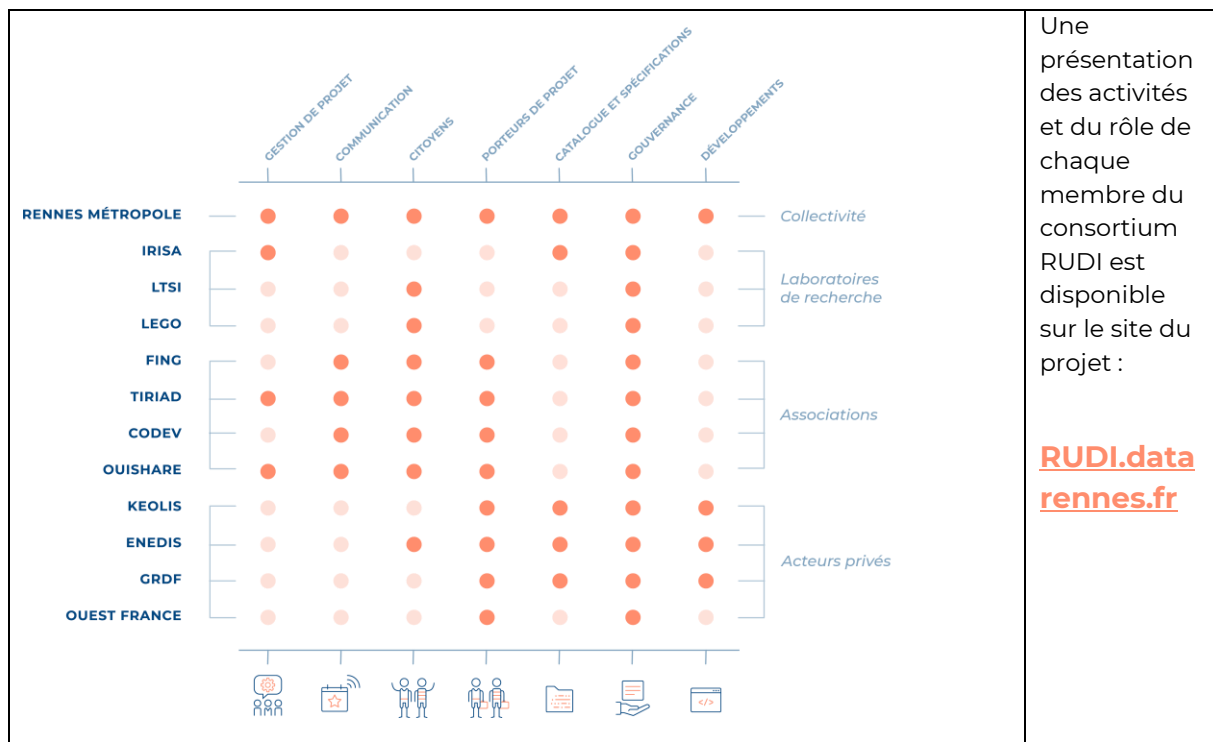 GESTION DE PROJET
COMMUNICATION
CITOYENS
PORTEURS DE PROJET
CATALOGUE ET SPÉCIFICATIONS
GOUVERNANCE
DÉVELOPPEMENTS
RENNES MÉTROPOLE
Collectivité
IRISA
LTSI
LEGO
Laboratoires
de recherche
FING
TIRIAD
CODEV
OUISHARE
Associations
KEOLIS
ENEDIS
GRDF
OUEST FRANCE
Acteurs privés
</>
Une
présentation
des activités
et du rôle de
chaque
membre du
consortium
RUDI est
disponible
sur le site du
projet :
RUDI.data
rennes.fr